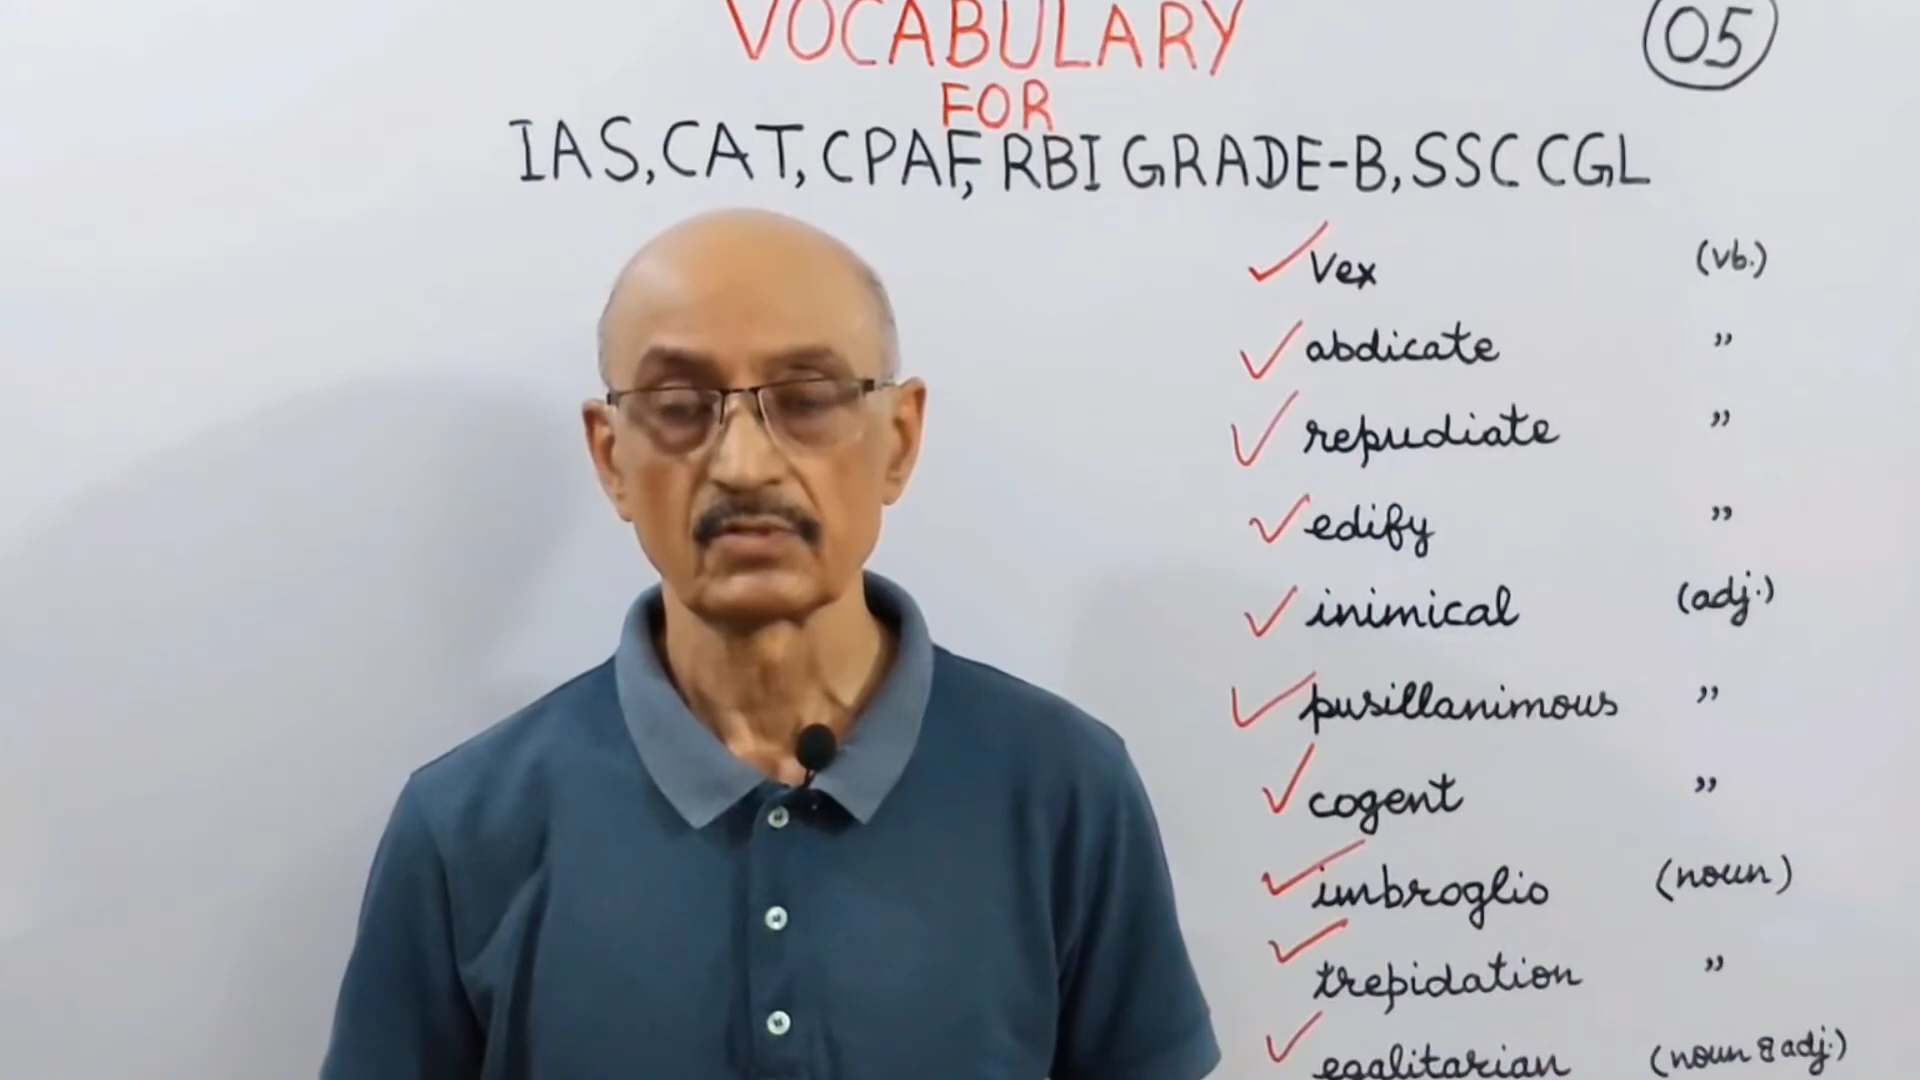 VOCABULARY
05
FOR
IAS, CAT, CPAF, RBI GRADE-B, SSC CGL
✓ Vex (vb.)
✓ abdicate ”
✓ repudiate ”
✓ edify ”
✓ inimical (adj.)
✓ pusillanimous ”
✓ cogent ”
✓ imbroglio (noun)
✓ trepidation ”
✓ egalitarian (noun & adj.)